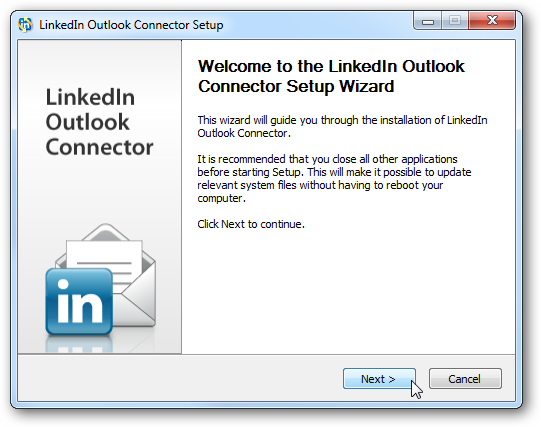 LinkedIn Outlook Connector Setup
LinkedIn
Outlook
Connector
in
Welcome to the LinkedIn Outlook
Connector Setup Wizard
This wizard will guide you through the installation of LinkedIn
Outlook Connector.
It is recommended that you close all other applications
before starting Setup. This will make it possible to update
relevant system files without having to reboot your
computer.
Click Next to continue.
Next >
Cancel